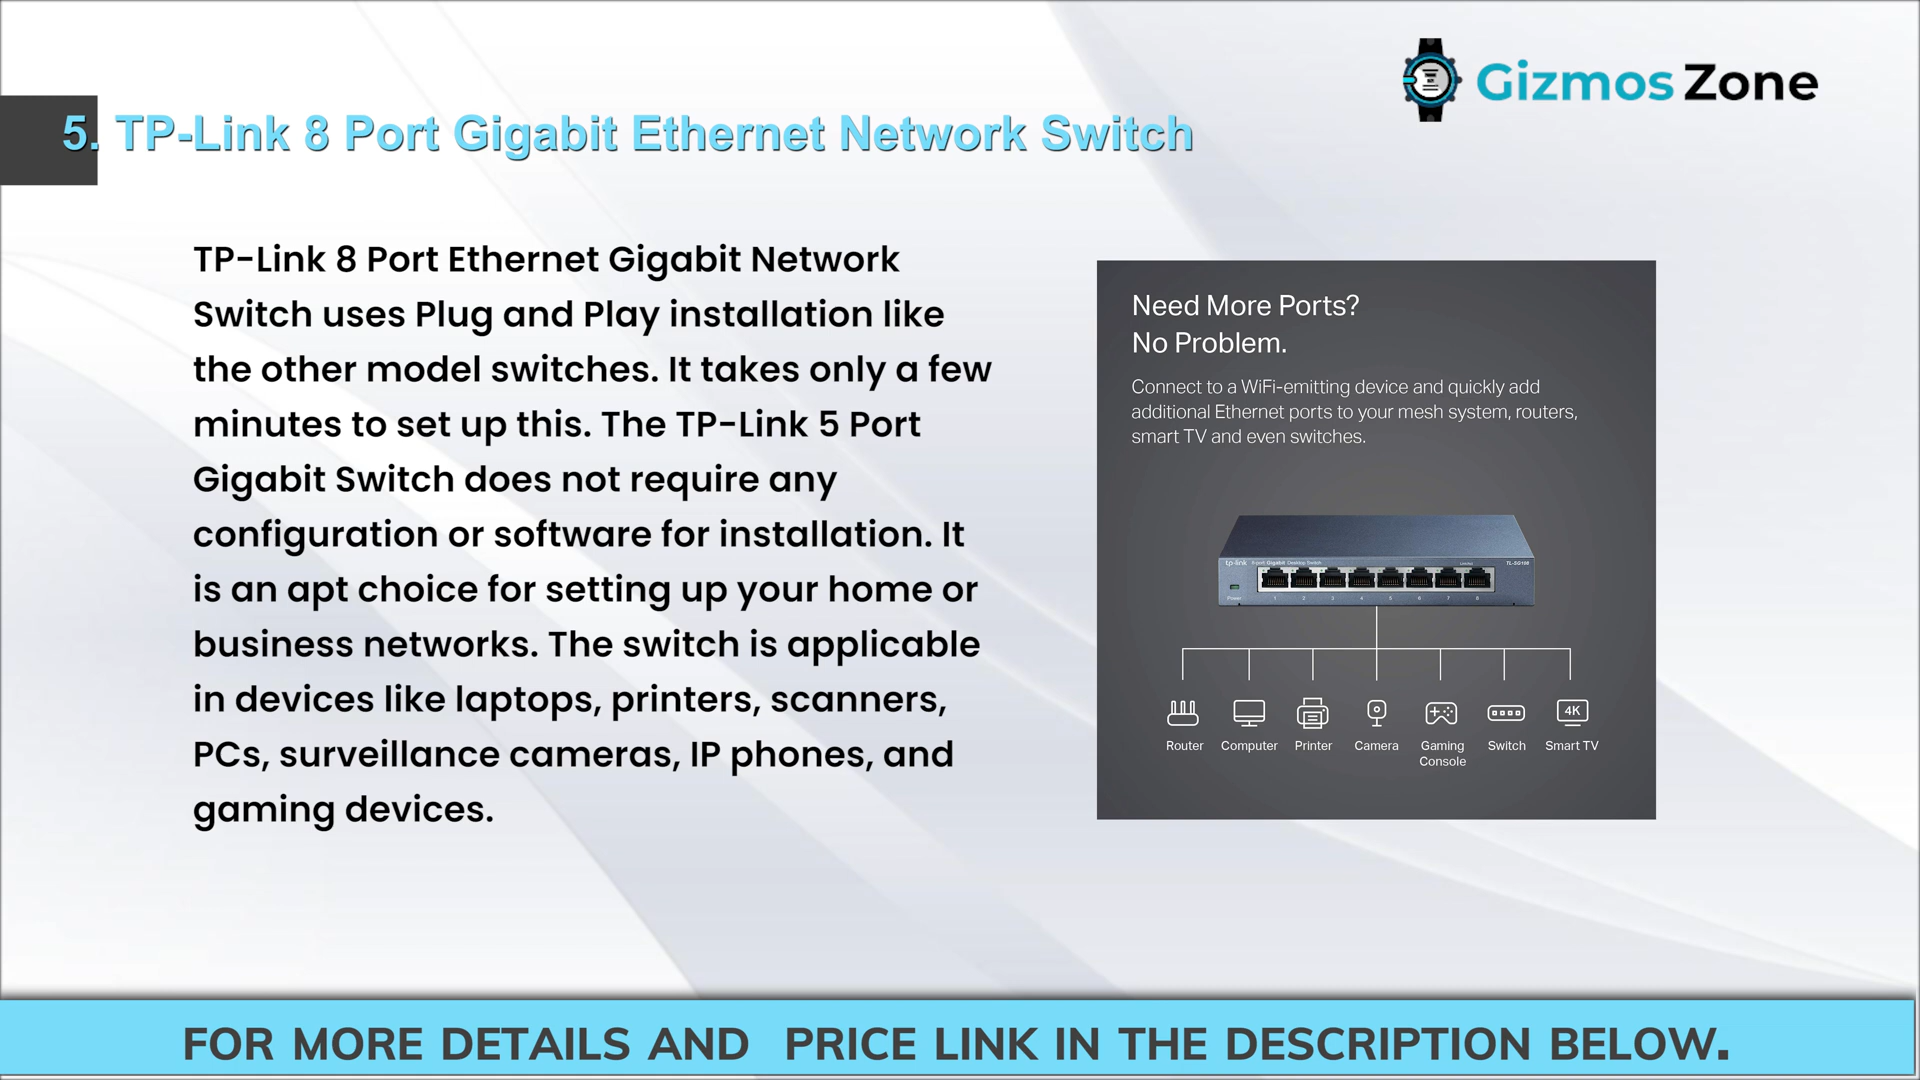 Gizmos Zone
5. TP-Link 8 Port Gigabit Ethernet Network Switch
TP-Link 8 Port Ethernet Gigabit Network
Switch uses Plug and Play installation like
the other model switches. It takes only a few
minutes to set up this. The TP-Link 5 Port
Gigabit Switch does not require any
configuration or software for installation. It
is an apt choice for setting up your home or
business networks. The switch is applicable
in devices like laptops, printers, scanners,
PCs, surveillance cameras, IP phones, and
gaming devices.
Need More Ports?
No Problem.
Connect to a WiFi-emitting device and quickly add
additional Ethernet ports to your mesh system, routers,
smart TV and even switches.
tp-link 8-port Gigabit Desktop Switch TL-SG108
Power 1 2 3 4 5 6 7 8
4K
Router Computer Printer Camera Gaming Console Switch Smart TV
FOR MORE DETAILS AND PRICE LINK IN THE DESCRIPTION BELOW.